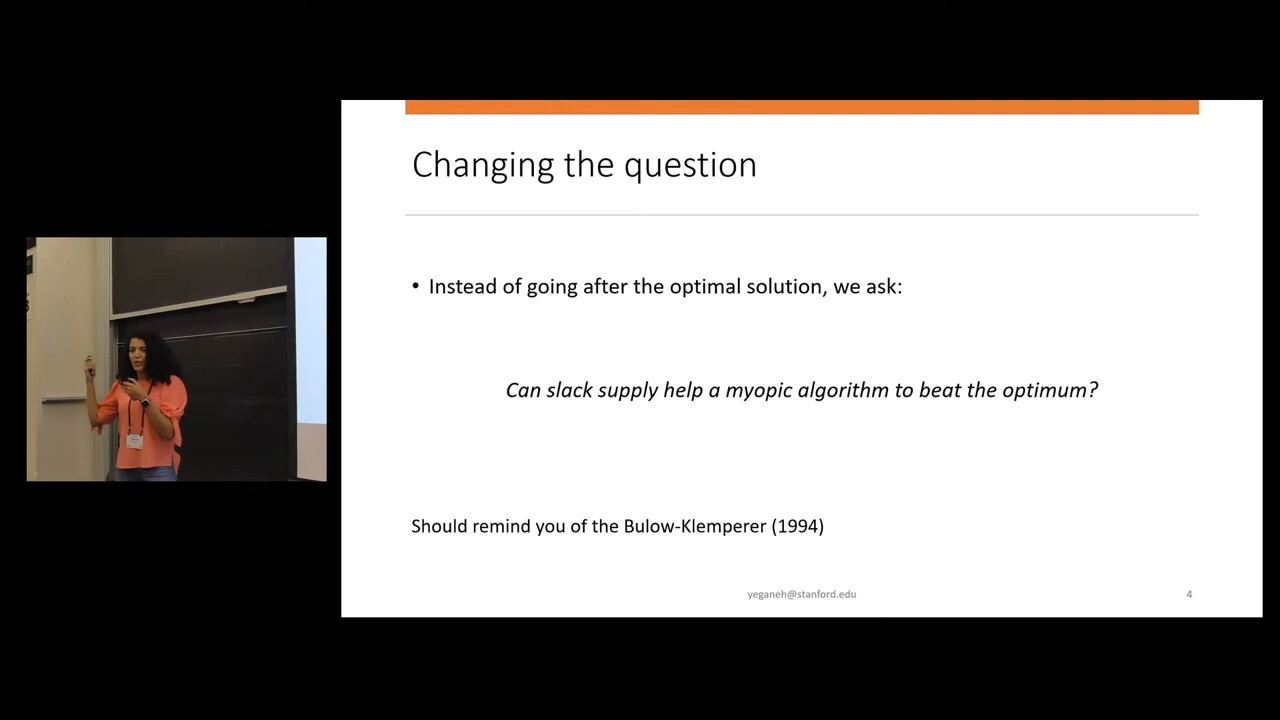 Changing the question
• Instead of going after the optimal solution, we ask:
Can slack supply help a myopic algorithm to beat the optimum?
Should remind you of the Bulow-Klemperer (1994)
yeganeh@stanford.edu
4